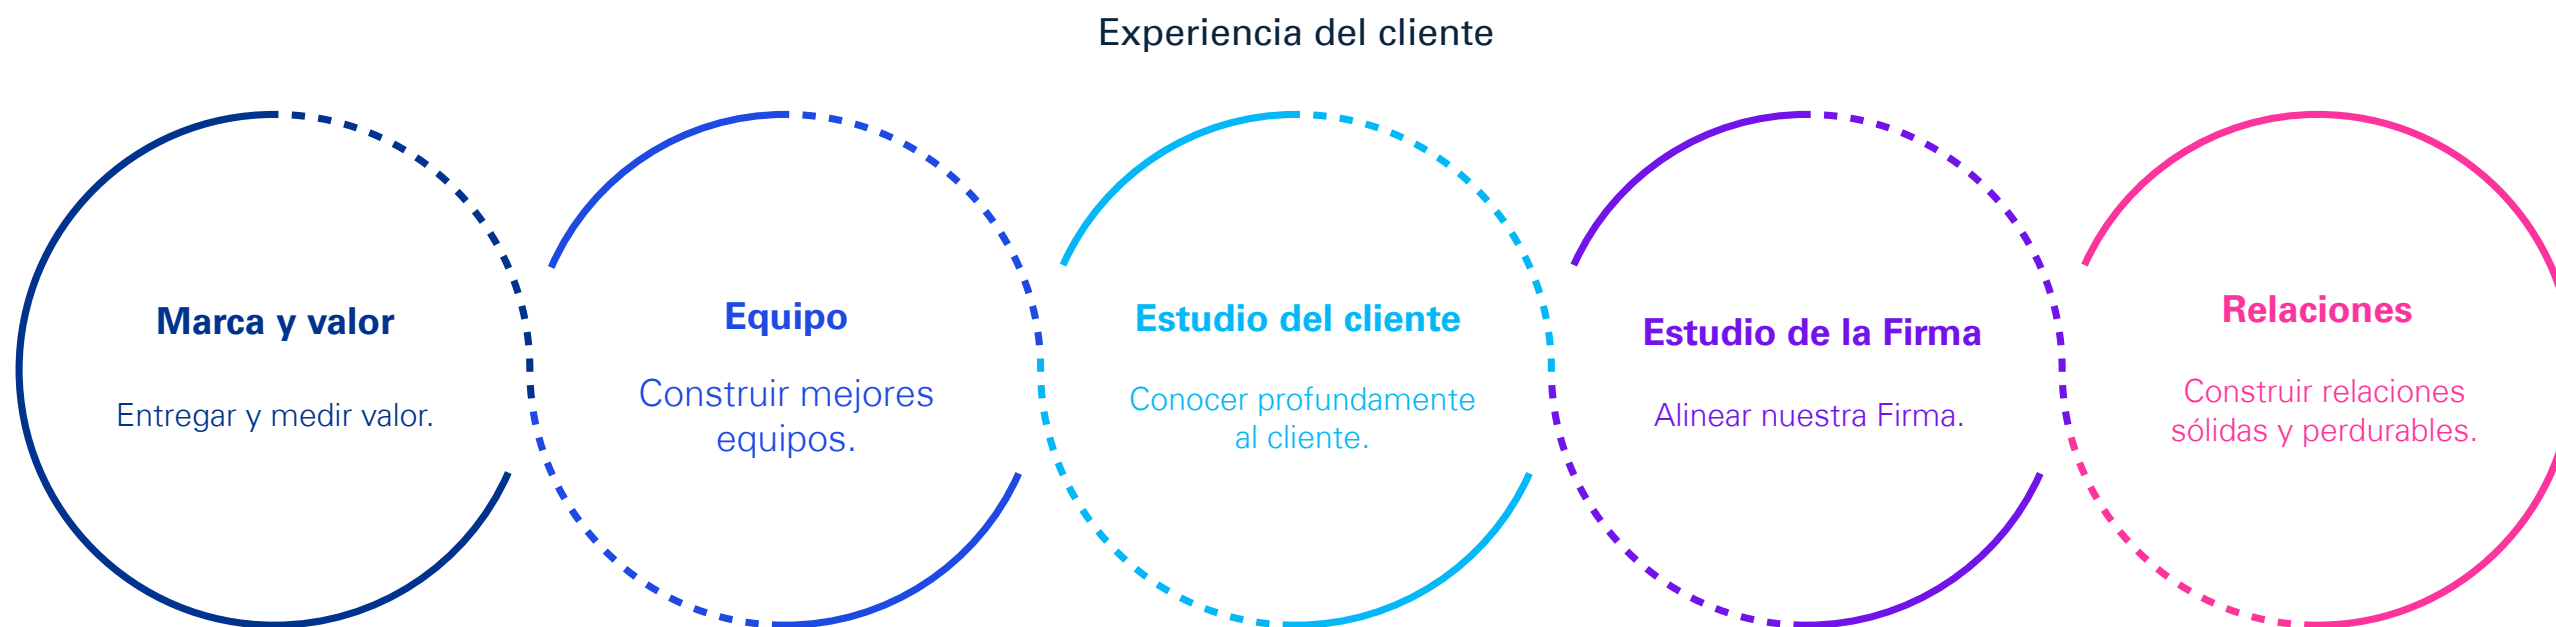 Experiencia del cliente
Marca y valor
Entregar y medir valor.
Equipo
Construir mejores
equipos.
Estudio del cliente
Conocer profundamente
al cliente.
Estudio de la Firma
Alinear nuestra Firma.
Relaciones
Construir relaciones
sólidas y perdurables.